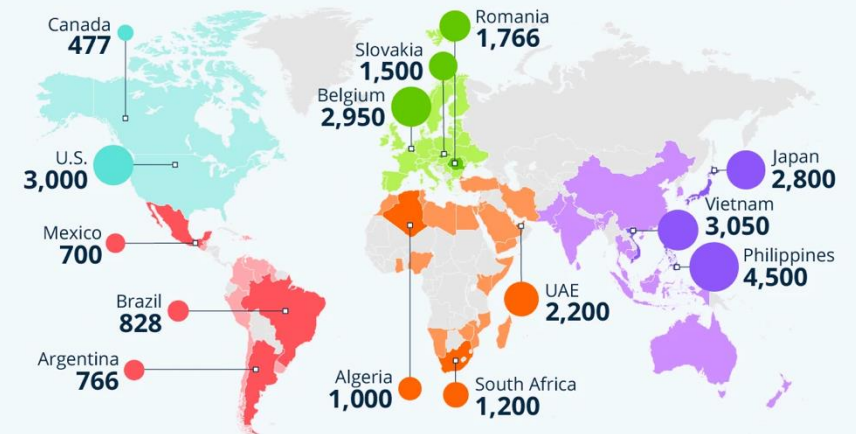 Canada
477
U.S.
3,000
Mexico
700
Brazil
828
Argentina
766
Romania
1,766
Slovakia
1,500
Belgium
2,950
Algeria
1,000
South Africa
1,200
UAE
2,200
Japan
2,800
Vietnam
3,050
Philippines
4,500